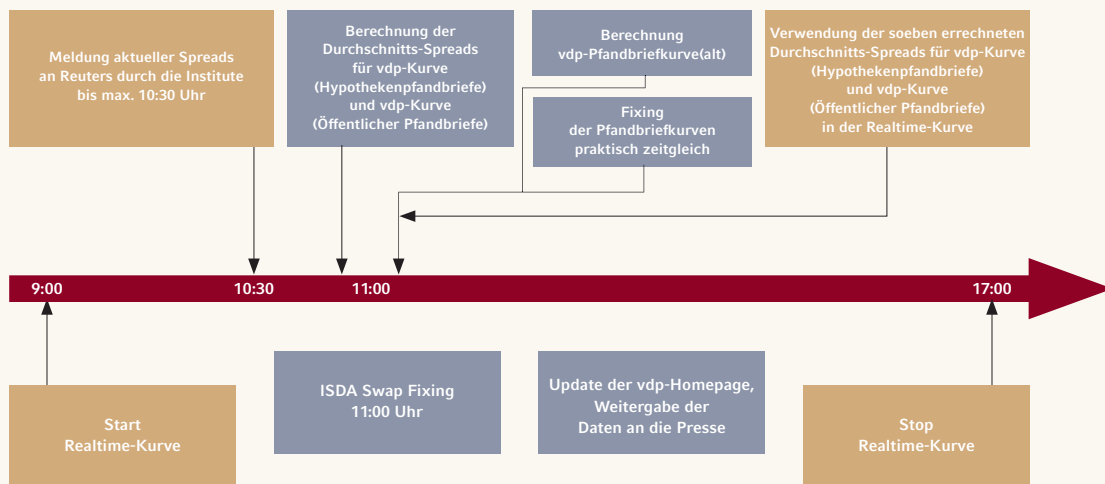 Meldung aktueller Spreads
an Reuters durch die Institute
bis max. 10:30 Uhr
Berechnung der
Durchschnitts-Spreads
für vdp-Kurve
(Hypothekenpfandbriefe)
und vdp-Kurve
(Öffentlicher Pfandbriefe)
Berechnung
vdp-Pfandbriefkurve(alt)
Fixing
der Pfandbriefkurven
praktisch zeitgleich
Verwendung der soeben errechneten
Durchschnitts-Spreads für vdp-Kurve
(Hypothekenpfandbriefe)
und vdp-Kurve
(Öffentlicher Pfandbriefe)
in der Realtime-Kurve
9:00
10:30
11:00
17:00
Start
Realtime-Kurve
ISDA Swap Fixing
11:00 Uhr
Update der vdp-Homepage,
Weitergabe der
Daten an die Presse
Stop
Realtime-Kurve